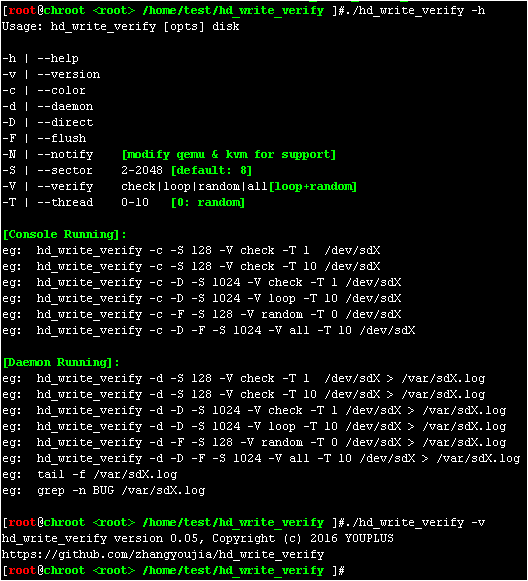 [root@chroot <root> /home/test/hd_write_verify ]#./hd_write_verify -h
Usage: hd_write_verify [opts] disk
-h | --help
-v | --version
-c | --color
-d | --daemon
-D | --direct
-F | --flush
-N | --notify    [modify qemu & kvm for support]
-S | --sector    2-2048 [default: 8]
-V | --verify    check|loop|random|all[loop+random]
-T | --thread    0-10   [0: random]
[Console Running]:
eg:  hd_write_verify -c -S 128 -V check -T 1  /dev/sdX
eg:  hd_write_verify -c -S 128 -V check -T 10 /dev/sdX
eg:  hd_write_verify -c -D -S 1024 -V check -T 1 /dev/sdX
eg:  hd_write_verify -c -D -S 1024 -V loop -T 10 /dev/sdX
eg:  hd_write_verify -c -F -S 128 -V random -T 0 /dev/sdX
eg:  hd_write_verify -c -D -F -S 1024 -V all -T 10 /dev/sdX
[Daemon Running]:
eg:  hd_write_verify -d -S 128 -V check -T 1  /dev/sdX > /var/sdX.log
eg:  hd_write_verify -d -S 128 -V check -T 10 /dev/sdX > /var/sdX.log
eg:  hd_write_verify -d -D -S 1024 -V check -T 1 /dev/sdX > /var/sdX.log
eg:  hd_write_verify -d -D -S 1024 -V loop -T 10 /dev/sdX > /var/sdX.log
eg:  hd_write_verify -d -F -S 128 -V random -T 0 /dev/sdX > /var/sdX.log
eg:  hd_write_verify -d -D -F -S 1024 -V all -T 10 /dev/sdX > /var/sdX.log
eg:  tail -f /var/sdX.log
eg:  grep -n BUG /var/sdX.log
[root@chroot <root> /home/test/hd_write_verify ]#./hd_write_verify -v
hd_write_verify version 0.05, Copyright (c) 2016 YOUPLUS
https://github.com/zhangyoujia/hd_write_verify
[root@chroot <root> /home/test/hd_write_verify ]#